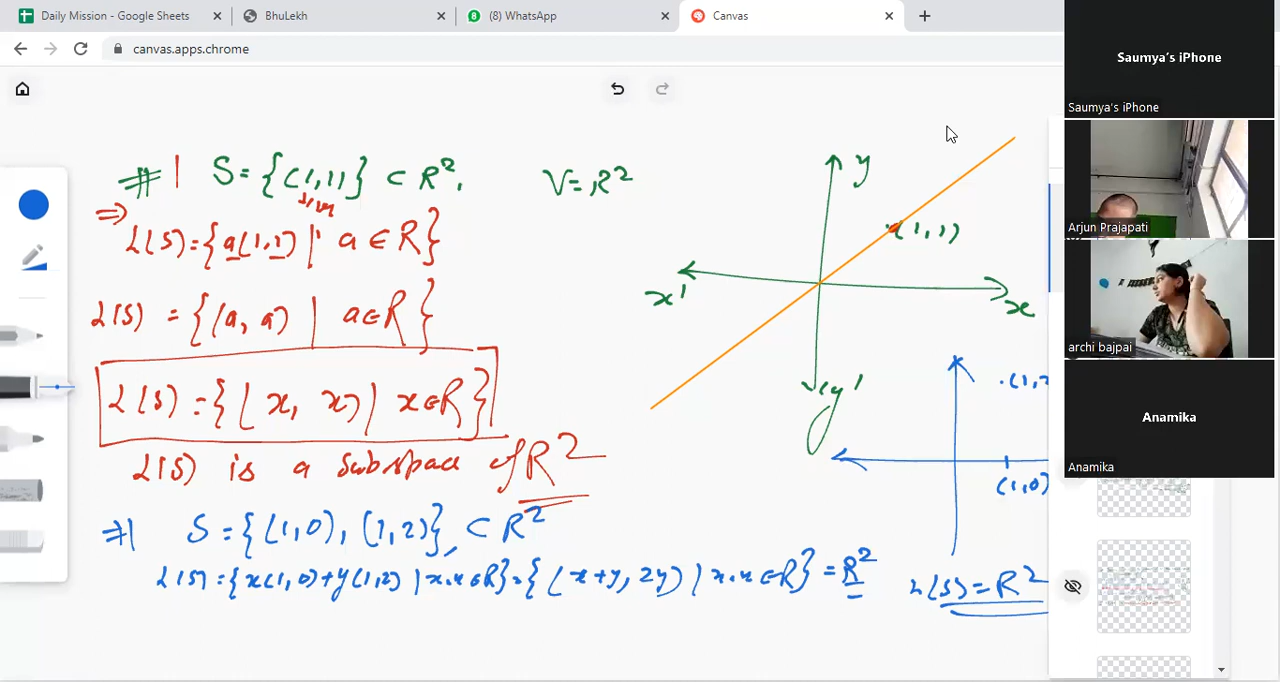 Daily Mission - Google Sheets
BhuLekh
(8) WhatsApp
Canvas
canvas.apps.chrome
Saumya's iPhone
Saumya's iPhone
Arjun Prajapati
archi bajpai
Anamika
Anamika
# S={(1,1)} ⊂ R². V=R²
⇒ L(S)={a(1,1) | a∈R}
L(S) = {(a, a) | a∈R}
L(S)={(x, x) | x∈R}
L(S) is a subspace of R²
⇒ S={(1,0), (1,2)}, ⊂ R²
L(S)={x(1,0)+y(1,2) | x,y∈R}={(x+y, 2y) | x,y∈R}=R²
L(S)=R²
y
(1,1)
x'
x
y'
(1,2
(1,0)